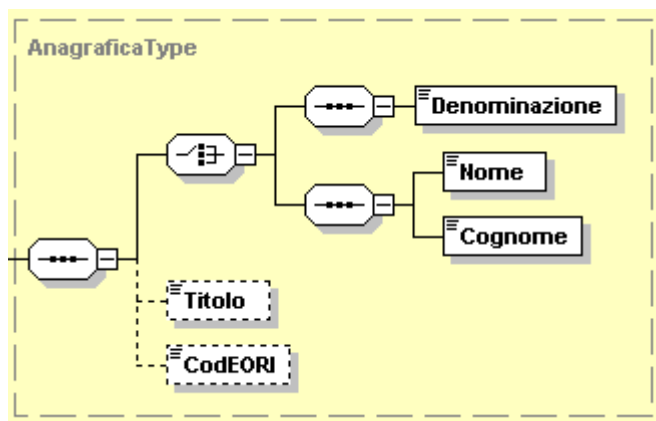 AnagraficaType
Denominazione
Nome
Cognome
Titolo
CodEORI